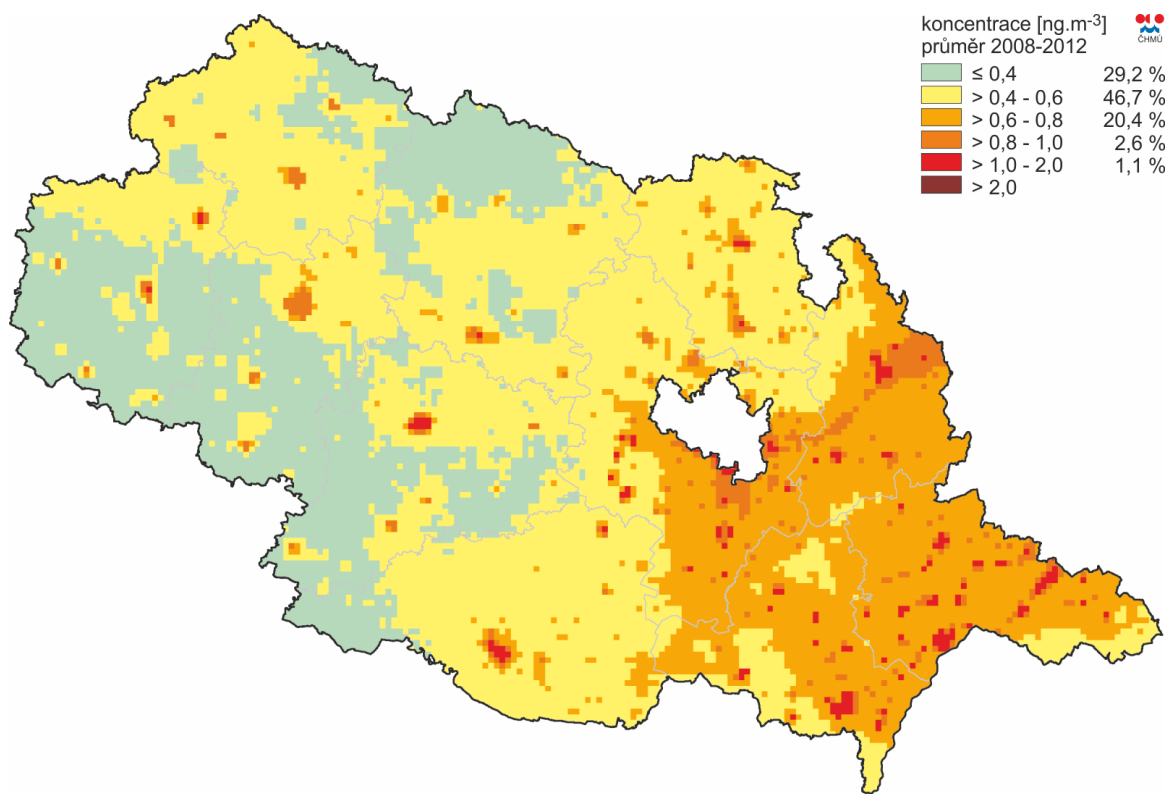 koncentrace [ng.m-3]
průměr 2008-2012
ČHMÚ
≤ 0,4 29,2 %
> 0,4 - 0,6 46,7 %
> 0,6 - 0,8 20,4 %
> 0,8 - 1,0 2,6 %
> 1,0 - 2,0 1,1 %
> 2,0